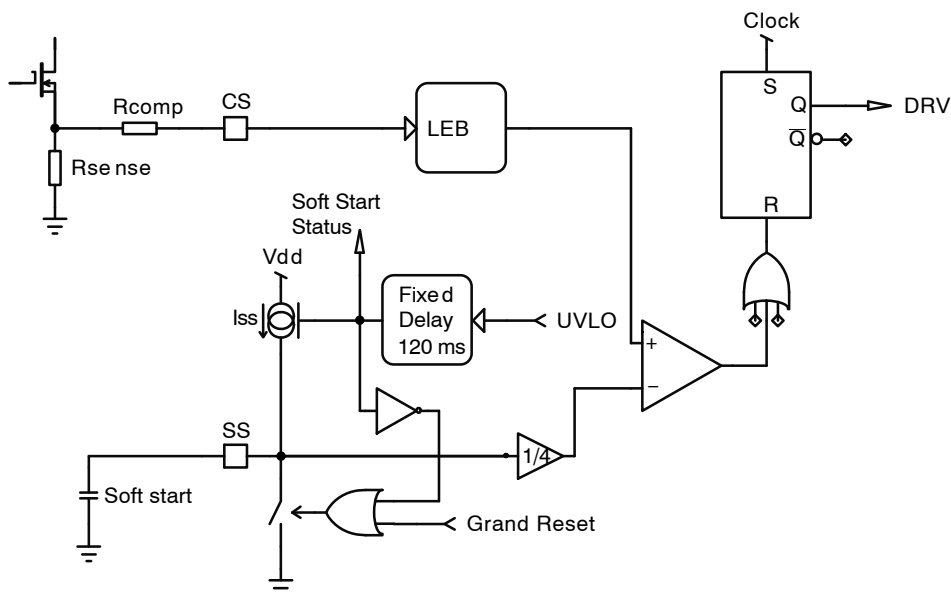 Clock
S
Q
DRV
Q
R
Rcomp
CS
LEB
Rse nse
Soft Start
Status
Vdd
Iss
Fixed
Delay
120 ms
UVLO
+
−
SS
1/4
Soft start
Grand Reset